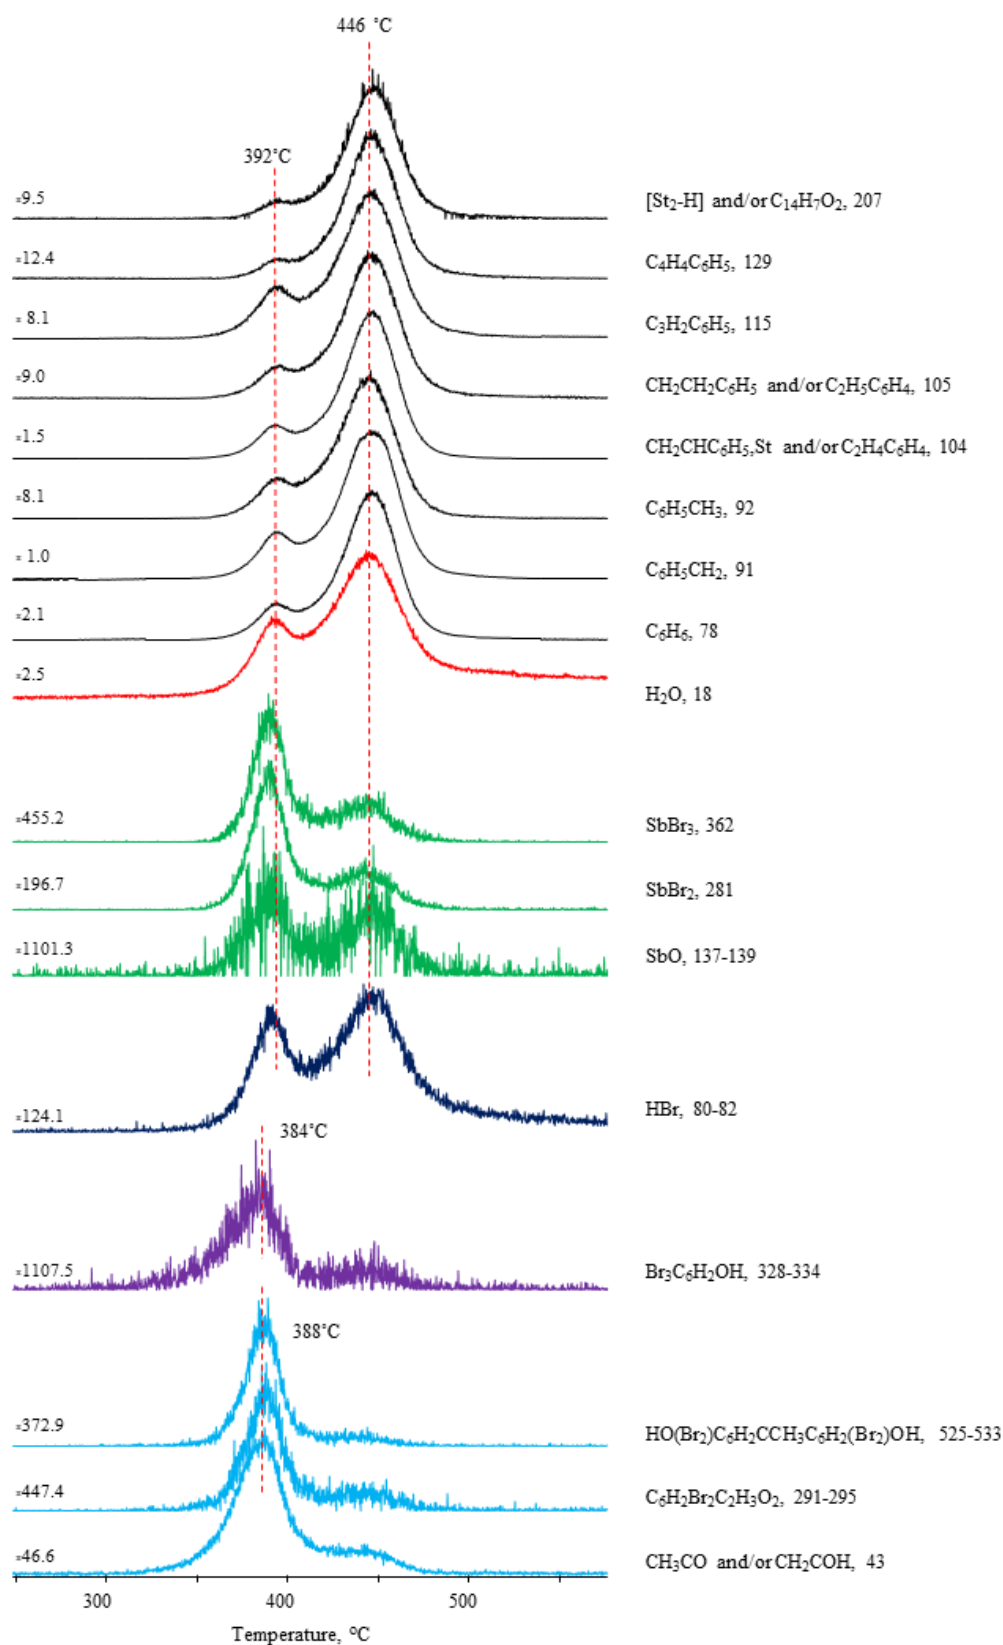 446 °C
392°C
×9.5 [St₂-H] and/or C₁₄H₇O₂, 207
×12.4 C₄H₄C₆H₅, 129
× 8.1 C₃H₂C₆H₅, 115
×9.0 CH₂CH₂C₆H₅ and/or C₂H₅C₆H₄, 105
×1.5 CH₂CHC₆H₅,St and/or C₂H₄C₆H₄, 104
×8.1 C₆H₅CH₃, 92
× 1.0 C₆H₅CH₂, 91
×2.1 C₆H₆, 78
×2.5 H₂O, 18
×455.2 SbBr₃, 362
×196.7 SbBr₂, 281
×1101.3 SbO, 137-139
×124.1 HBr, 80-82
384°C
×1107.5 Br₃C₆H₂OH, 328-334
388°C
×372.9 HO(Br₂)C₆H₂CCH₃C₆H₂(Br₂)OH, 525-533
×447.4 C₆H₂Br₂C₂H₃O₂, 291-295
×46.6 CH₃CO and/or CH₂COH, 43
300 400 500
Temperature, °C